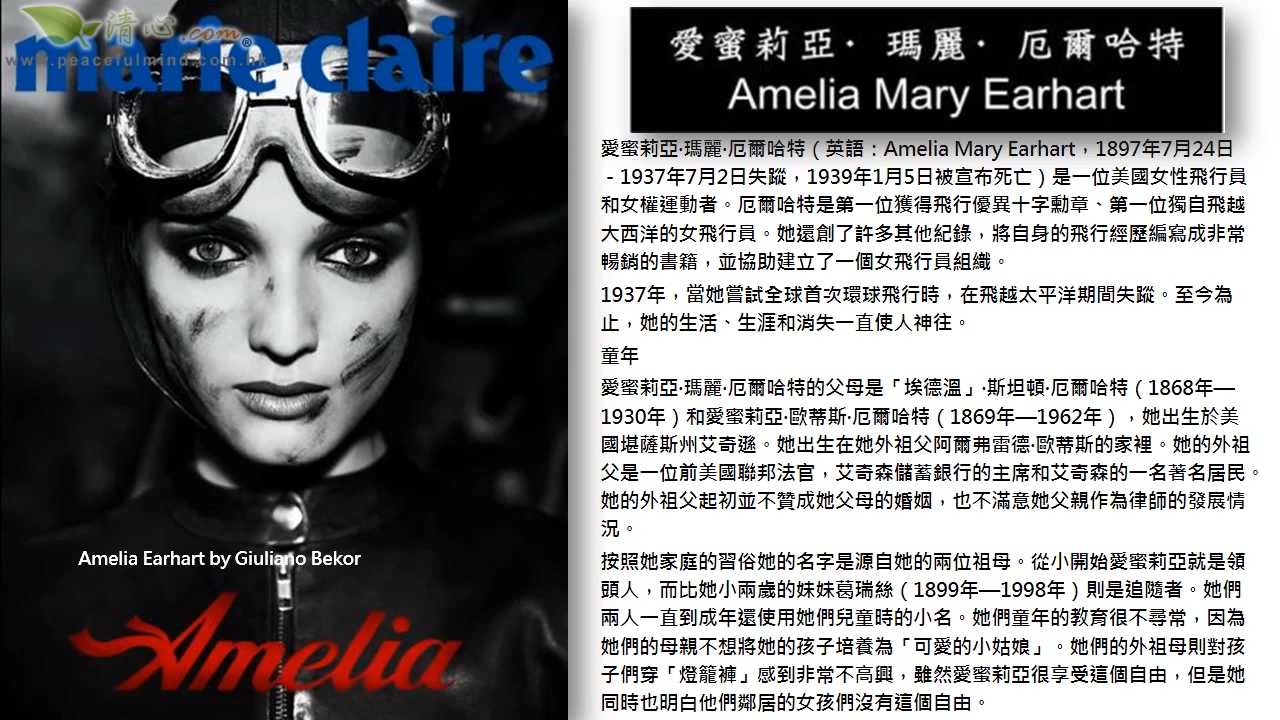 清心.com
www.peacefulmind.com.hk
marie claire®
Amelia Earhart by Giuliano Bekor
Amelia
愛蜜莉亞· 瑪麗· 厄爾哈特
Amelia Mary Earhart
愛蜜莉亞·瑪麗·厄爾哈特（英語：Amelia Mary Earhart，1897年7月24日
－1937年7月2日失蹤，1939年1月5日被宣布死亡）是一位美國女性飛行員
和女權運動者。厄爾哈特是第一位獲得飛行優異十字勳章、第一位獨自飛越
大西洋的女飛行員。她還創了許多其他紀錄，將自身的飛行經歷編寫成非常
暢銷的書籍，並協助建立了一個女飛行員組織。
1937年，當她嘗試全球首次環球飛行時，在飛越太平洋期間失蹤。至今為
止，她的生活、生涯和消失一直使人神往。
童年
愛蜜莉亞·瑪麗·厄爾哈特的父母是「埃德溫」·斯坦頓·厄爾哈特（1868年—
1930年）和愛蜜莉亞·歐蒂斯·厄爾哈特（1869年—1962年），她出生於美
國堪薩斯州艾奇遜。她出生在她外祖父阿爾弗雷德·歐蒂斯的家裡。她的外祖
父是一位前美國聯邦法官，艾奇森儲蓄銀行的主席和艾奇森的一名著名居民。
她的外祖父起初並不贊成她父母的婚姻，也不滿意她父親作為律師的發展情
況。
按照她家庭的習俗她的名字是源自她的兩位祖母。從小開始愛蜜莉亞就是領
頭人，而比她小兩歲的妹妹葛瑞絲（1899年—1998年）則是追隨者。她們
兩人一直到成年還使用她們兒童時的小名。她們童年的教育很不尋常，因為
她們的母親不想將她的孩子培養為「可愛的小姑娘」。她們的外祖母則對孩
子們穿「燈籠褲」感到非常不高興，雖然愛蜜莉亞很享受這個自由，但是她
同時也明白他們鄰居的女孩們沒有這個自由。